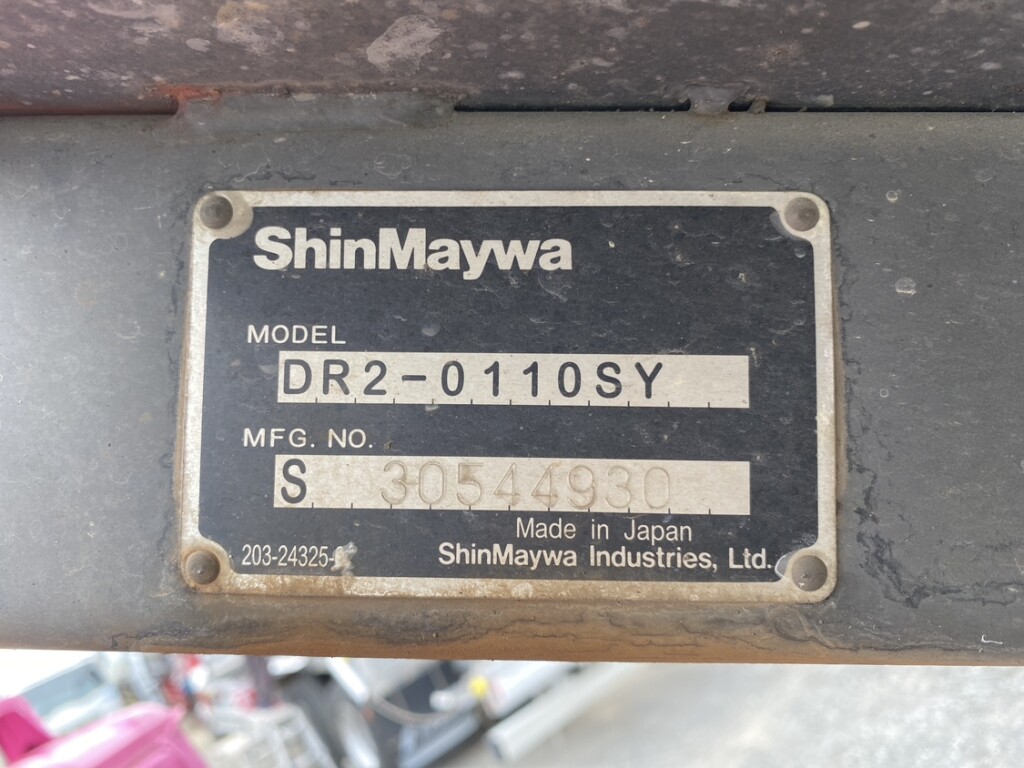 ShinMaywa
MODEL
DR2-0110SY
MFG. NO.
S 30544930
Made in Japan
203-24325-
ShinMaywa Industries, Ltd.